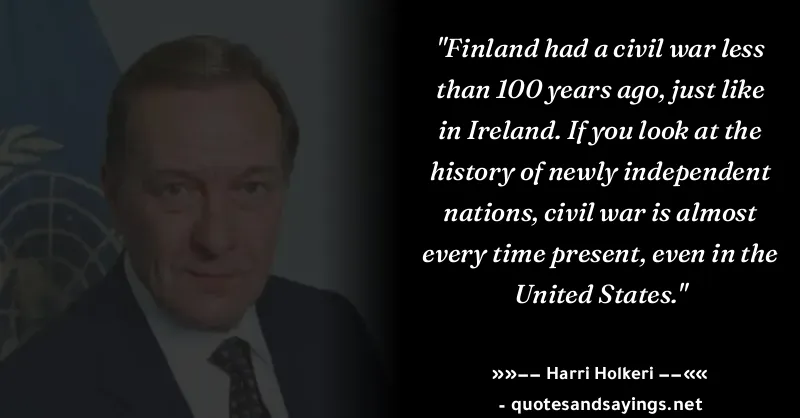 "Finland had a civil war less
than 100 years ago, just like
in Ireland. If you look at the
history of newly independent
nations, civil war is almost
every time present, even in the
United States."
»»–– Harri Holkeri ––««
- quotesandsayings.net